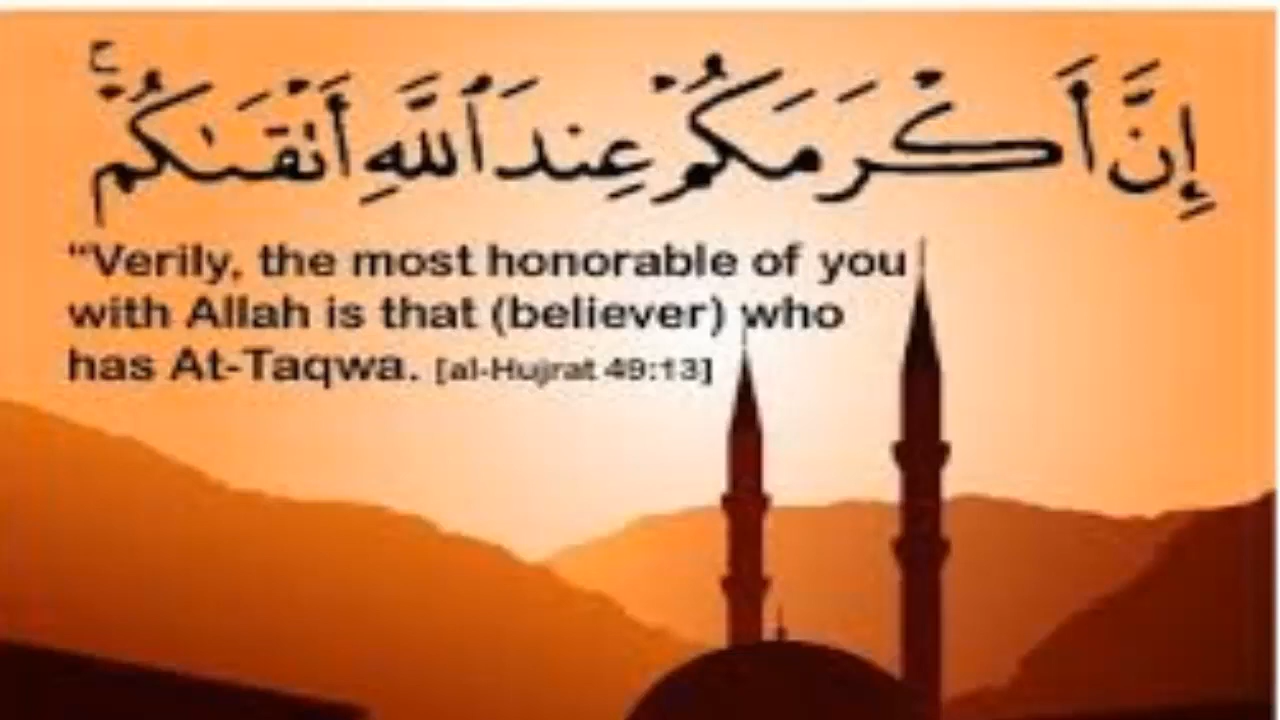 إِنَّ أَكْرَمَكُمْ عِندَ ٱللَّهِ أَتْقَىٰكُمْ ۚ
“Verily, the most honorable of you
with Allah is that (believer) who
has At-Taqwa. [al-Hujrat 49:13]